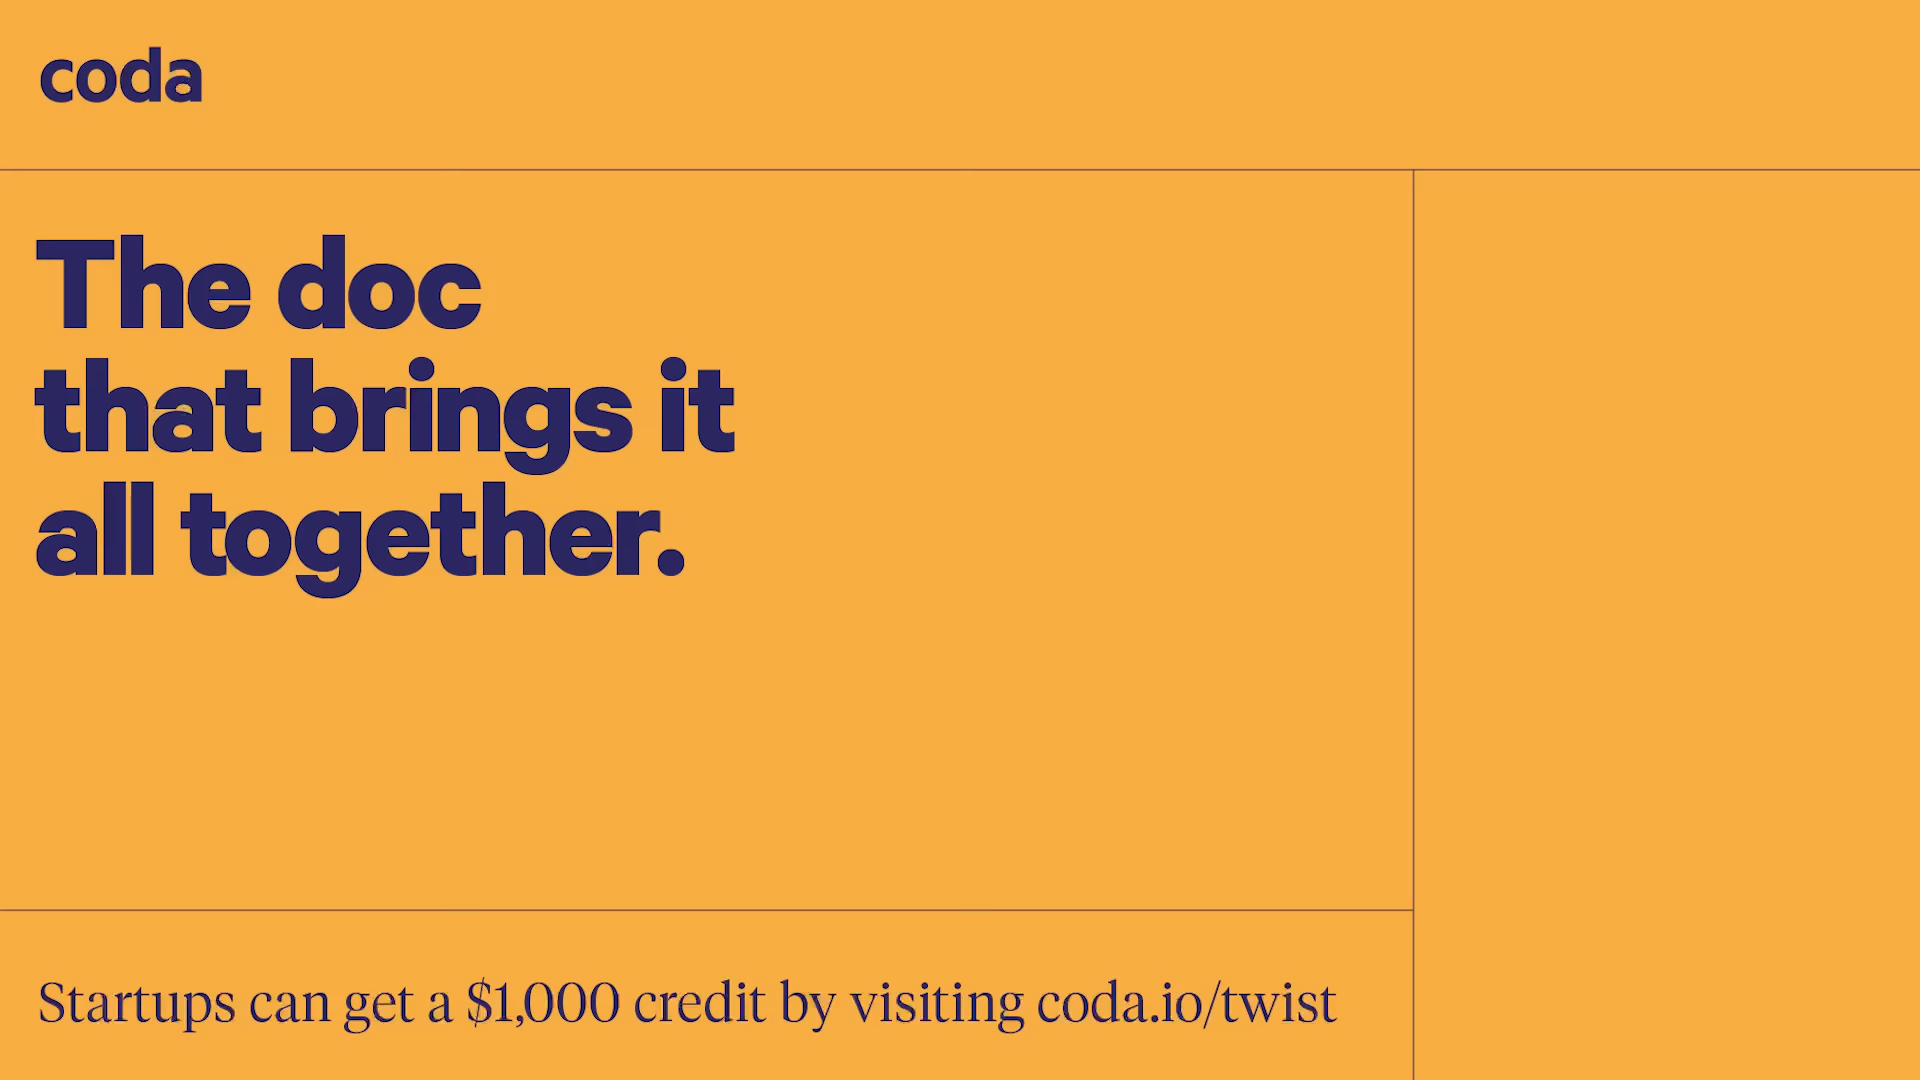 coda
The doc
that brings it
all together.
Startups can get a $1,000 credit by visiting coda.io/twist